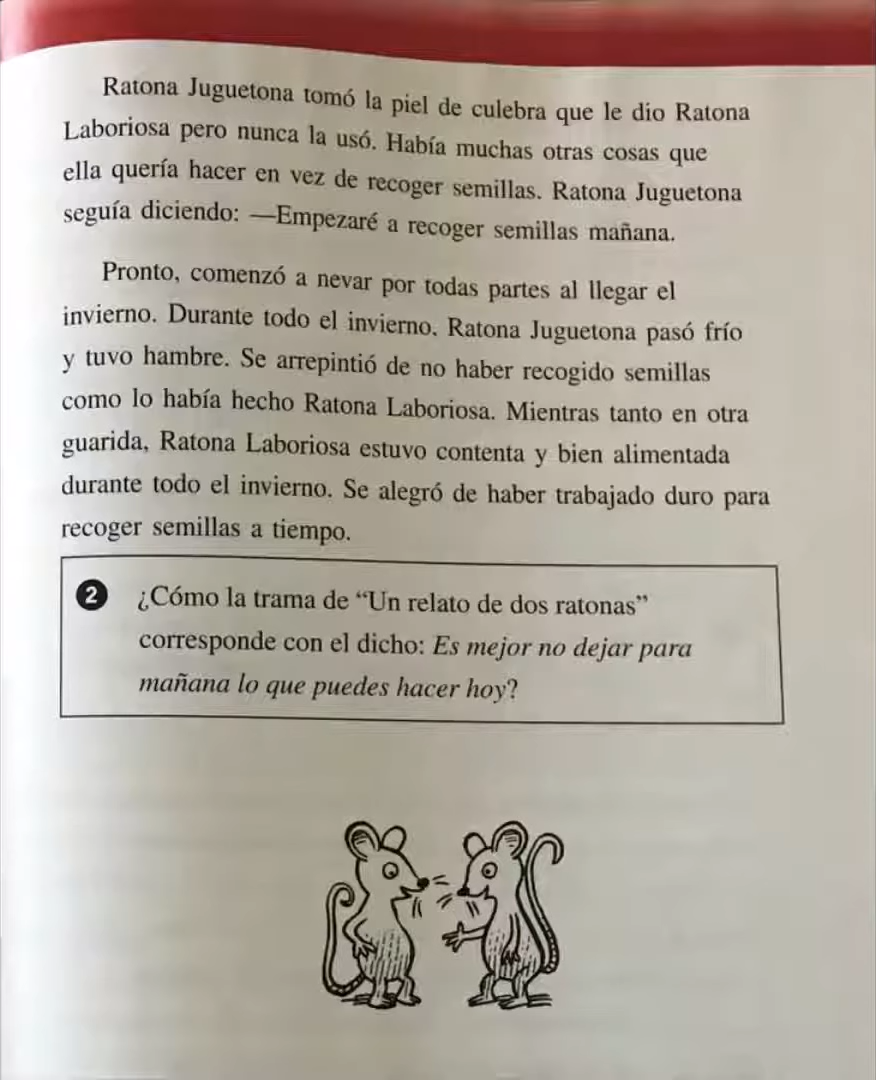 Ratona Juguetona tomó la piel de culebra que le dio Ratona
Laboriosa pero nunca la usó. Había muchas otras cosas que
ella quería hacer en vez de recoger semillas. Ratona Juguetona
seguía diciendo: —Empezaré a recoger semillas mañana.
Pronto, comenzó a nevar por todas partes al llegar el
invierno. Durante todo el invierno, Ratona Juguetona pasó frío
y tuvo hambre. Se arrepintió de no haber recogido semillas
como lo había hecho Ratona Laboriosa. Mientras tanto en otra
guarida, Ratona Laboriosa estuvo contenta y bien alimentada
durante todo el invierno. Se alegró de haber trabajado duro para
recoger semillas a tiempo.
2 ¿Cómo la trama de “Un relato de dos ratonas”
corresponde con el dicho: Es mejor no dejar para
mañana lo que puedes hacer hoy?